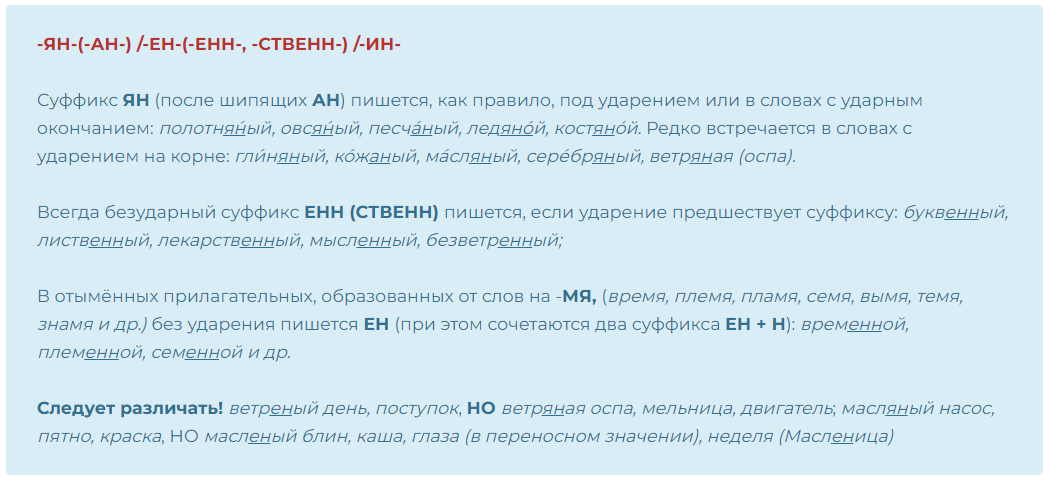 -ЯН-(-АН-) /-ЕН-(-ЕНН-, -СТВЕНН-) /-ИН-
Суффикс ЯН (после шипящих АН) пишется, как правило, под ударением или в словах с ударным
окончанием: полотня́ный, овся́ный, песча́ный, ледяно́й, костяно́й. Редко встречается в словах с
ударением на корне: гли́няный, ко́жаный, ма́сляный, сере́бряный, ветряная (оспа).
Всегда безударный суффикс ЕНН (СТВЕНН) пишется, если ударение предшествует суффиксу: буквенный,
лиственный, лекарственный, мысленный, безветренный;
В отымённых прилагательных, образованных от слов на -МЯ, (время, племя, пламя, семя, вымя, темя,
знамя и др.) без ударения пишется ЕН (при этом сочетаются два суффикса ЕН + Н): временной,
племенной, семенной и др.
Следует различать! ветреный день, поступок, НО ветряная оспа, мельница, двигатель; масляный насос,
пятно, краска, НО масленый блин, каша, глаза (в переносном значении), неделя (Масленица)